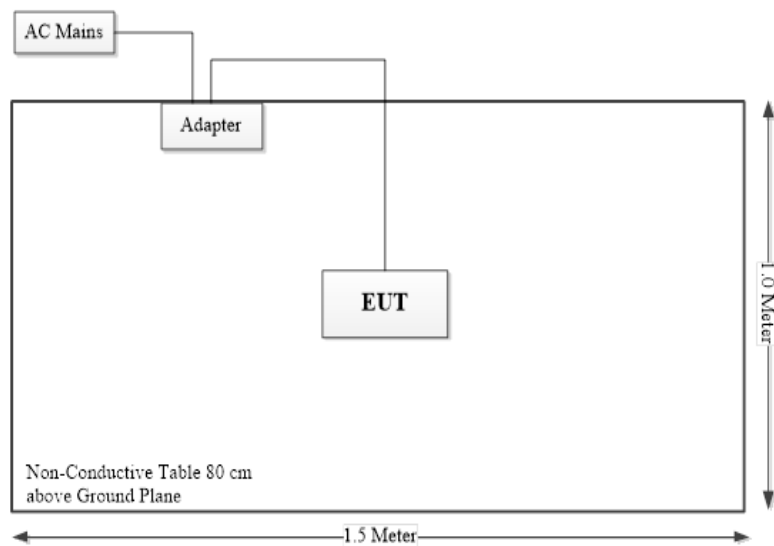 AC Mains
Adapter
EUT
1.0 Meter
Non-Conductive Table 80 cm
above Ground Plane
1.5 Meter